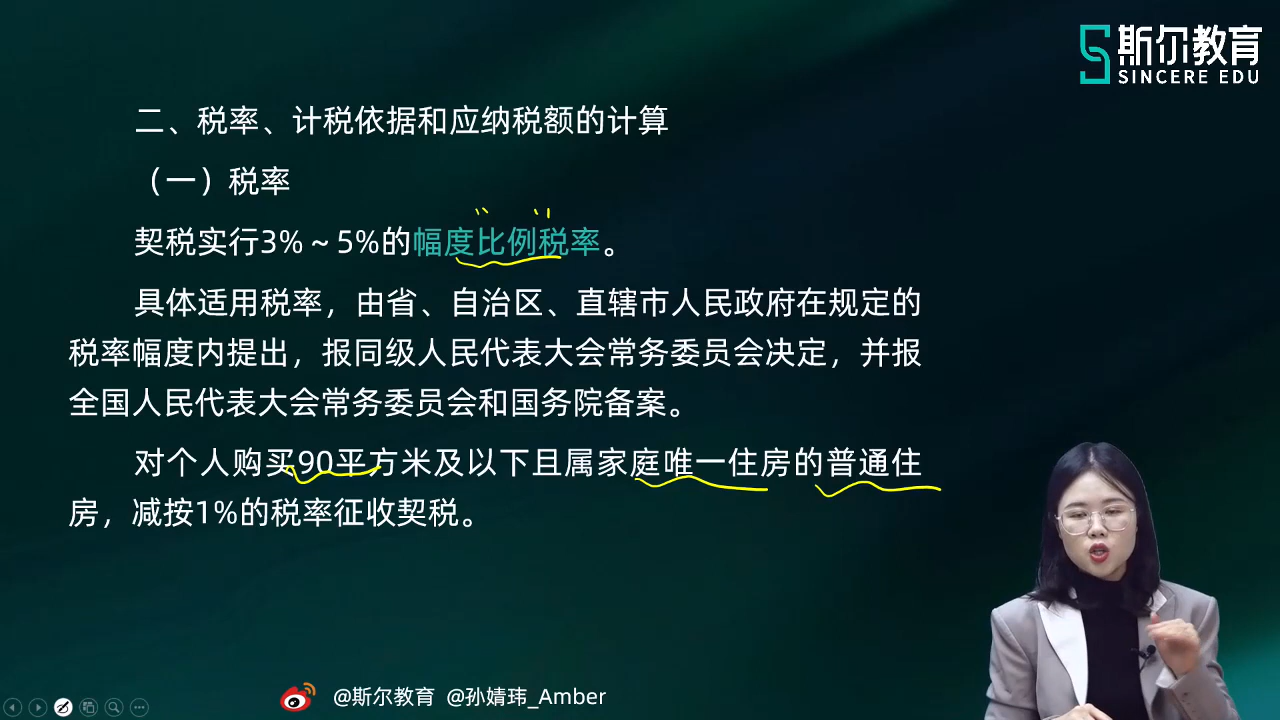 斯尔教育
SINCERE EDU
二、税率、计税依据和应纳税额的计算
（一）税率
契税实行3%～5%的幅度比例税率。
具体适用税率，由省、自治区、直辖市人民政府在规定的
税率幅度内提出，报同级人民代表大会常务委员会决定，并报
全国人民代表大会常务委员会和国务院备案。
对个人购买90平方米及以下且属家庭唯一住房的普通住
房，减按1%的税率征收契税。
@斯尔教育 @孙婧玮_Amber